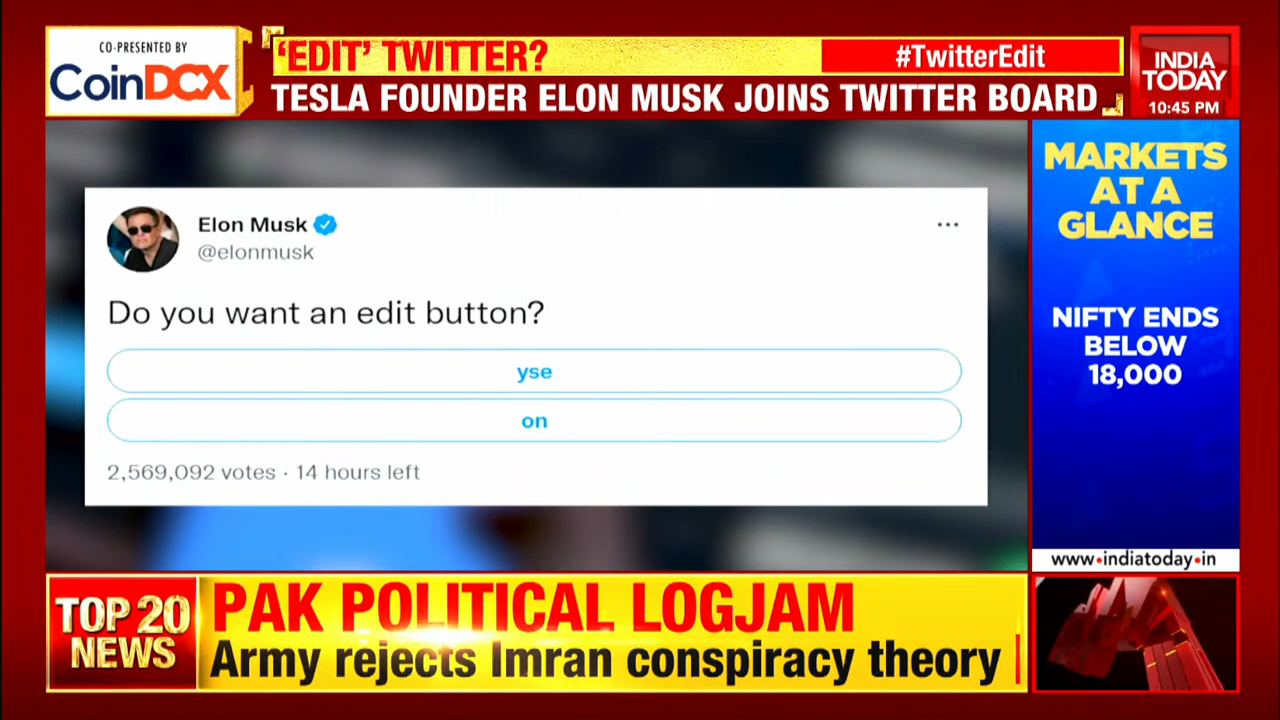 CO-PRESENTED BY
CoinDCX
'EDIT' TWITTER?
#TwitterEdit
TESLA FOUNDER ELON MUSK JOINS TWITTER BOARD
INDIA
TODAY
10:45 PM
Elon Musk
@elonmusk
Do you want an edit button?
yse
on
2,569,092 votes · 14 hours left
MARKETS
AT A
GLANCE
NIFTY ENDS
BELOW
18,000
www•indiatoday•in
TOP 20
NEWS
PAK POLITICAL LOGJAM
Army rejects Imran conspiracy theory